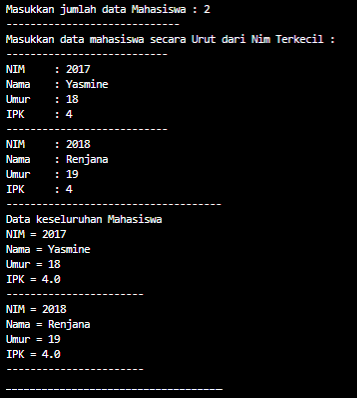 Masukkan jumlah data Mahasiswa : 2
-----------------------------
Masukkan data mahasiswa secara Urut dari Nim Terkecil :
---------------------------
NIM     : 2017
Nama    : Yasmine
Umur    : 18
IPK     : 4
---------------------------
NIM     : 2018
Nama    : Renjana
Umur    : 19
IPK     : 4
------------------------------------
Data keseluruhan Mahasiswa
NIM = 2017
Nama = Yasmine
Umur = 18
IPK = 4.0
-----------------------
NIM = 2018
Nama = Renjana
Umur = 19
IPK = 4.0
-----------------------
____________________________________